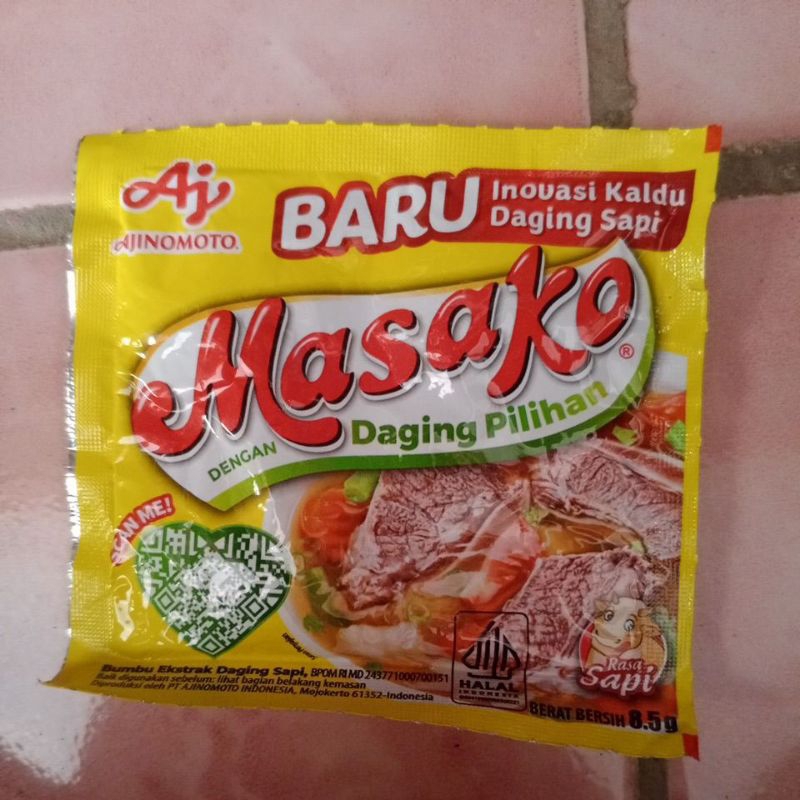 Aj
AJINOMOTO.
BARU
Inovasi Kaldu
Daging Sapi
Masako®
DENGAN Daging Pilihan
SCAN ME!
Bumbu Ekstrak Daging Sapi, BPOM RI MD 243771000700151
Baik digunakan sebelum: lihat bagian belakang kemasan
Diproduksi oleh PT AJINOMOTO INDONESIA, Mojokerto 61352-Indonesia
HALAL
INDONESIA
Rasa
Sapi
BERAT BERSIH 8.5g